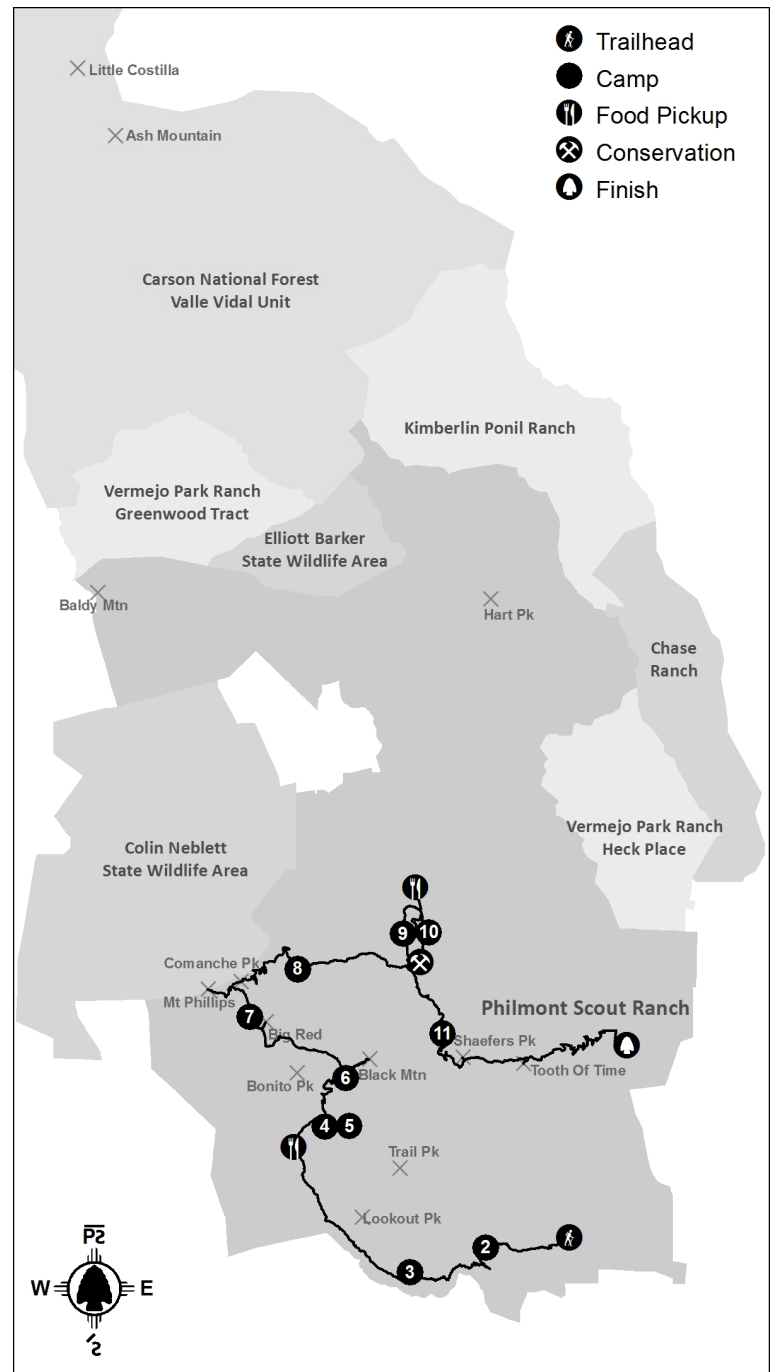 Trailhead
Camp
Food Pickup
Conservation
Finish
Little Costilla
Ash Mountain
Carson National Forest
Valle Vidal Unit
Kimberlin Ponil Ranch
Vermejo Park Ranch
Greenwood Tract
Elliott Barker
State Wildlife Area
Baldy Mtn
Hart Pk
Chase
Ranch
Vermejo Park Ranch
Heck Place
Colin Neblett
State Wildlife Area
9
10
Comanche Pk
8
Mt Phillips
Philmont Scout Ranch
7
Big Red
11
Shaefers Pk
Tooth Of Time
6
Black Mtn
Bonito Pk
4
5
Trail Pk
Lookout Pk
2
3
W
E